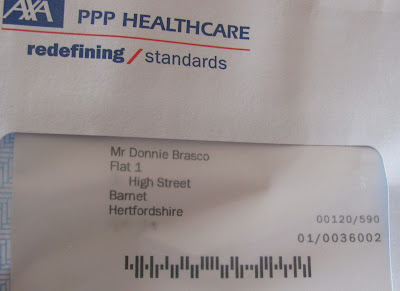 AXA PPP HEALTHCARE
redefining / standards
Mr Donnie Brasco
Flat 1
High Street
Barnet
Hertfordshire
00120/590
01/0036002